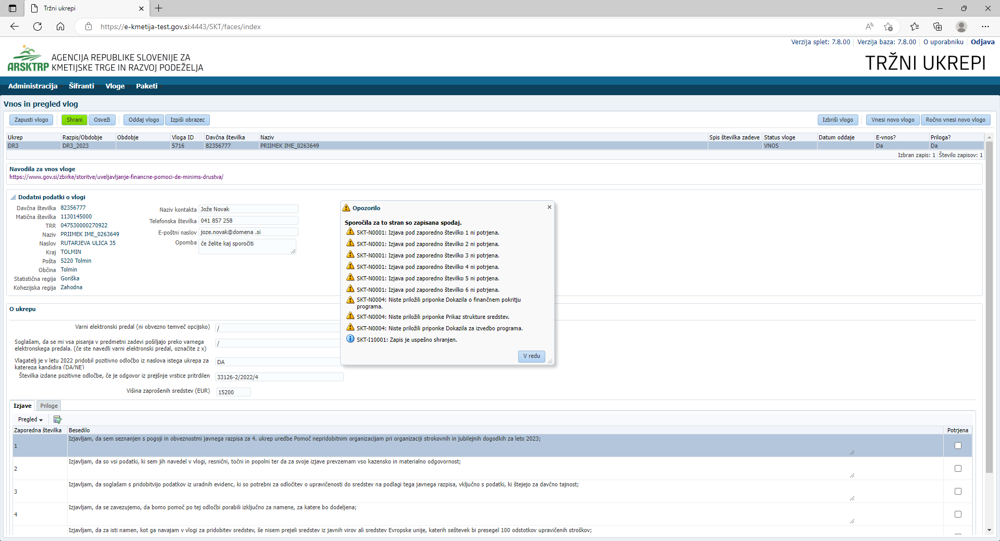 Tržni ukrepi
https://e-kmetija-test.gov.si:4443/SKT/faces/index
Verzija splet: 7.8.00 Verzija baza: 7.8.00 O uporabniku Odjava
ARSKTRP
AGENCIJA REPUBLIKE SLOVENIJE ZA
KMETIJSKE TRGE IN RAZVOJ PODEŽELJA
TRŽNI UKREPI
Administracija Šifranti Vloge Paketi
Vnos in pregled vlog
Zapusti vlogo Shrani Osveži Oddaj vlogo Izpiši obrazec Izbriši vlogo Vnesi novo vlogo Ročno vnesi novo vlogo
Ukrep Razpis/Obdobje Obdobje Vloga ID Davčna številka Naziv Spis številka zadeve Status vloge Datum oddaje E-vnos? Priloga?
DR3 DR3_2023 5716 82356777 PRIIMEK IME_0263649 VNOS Da Da
Izbran zapis: 1 Število zapisov: 1
Navodila za vnos vloge
https://www.gov.si/zbirke/storitve/uveljavljanje-financne-pomoci-de-minims-drustva/
Dodatni podatki o vlogi
Davčna številka 82356777
Matična številka 1130145000
TRR 047530000270922
Naziv PRIIMEK IME_0263649
Naslov RUTARJEVA ULICA 35
Kraj TOLMIN
Pošta 5220 Tolmin
Občina Tolmin
Statistična regija Goriška
Kohezijska regija Zahodna
Naziv kontakta Jože Novak
Telefonska številka 041 857 258
E-poštni naslov joze.novak@domena .si
Opomba če želite kaj sporočiti
Opozorilo
Sporočila za to stran so zapisana spodaj.
SKT-N0001: Izjava pod zaporedno številko 1 ni potrjena.
SKT-N0001: Izjava pod zaporedno številko 2 ni potrjena.
SKT-N0001: Izjava pod zaporedno številko 3 ni potrjena.
SKT-N0001: Izjava pod zaporedno številko 4 ni potrjena.
SKT-N0001: Izjava pod zaporedno številko 5 ni potrjena.
SKT-N0001: Izjava pod zaporedno številko 6 ni potrjena.
SKT-N0004: Niste priložili priponke Dokazila o finančnem pokritju
programa.
SKT-N0004: Niste priložili priponke Prikaz strukture sredstev.
SKT-N0004: Niste priložili priponke Dokazila za izvedbo programa.
SKT-I10001: Zapis je uspešno shranjen.
V redu
O ukrepu
Varni elektronski predal (ni obvezno temveč opcijsko) /
Soglašam, da se mi vsa pisanja v predmetni zadevi pošiljajo preko varnega
elektronskega predala. (če ste navedli varni elektronski predal, označite z x) /
Vlagatelj je v letu 2022 pridobil pozitivno odločbo iz naslova istega ukrepa za
katerega kandidira (DA/NE) DA
Številka izdane pozitivne odločbe, če je odgovor iz prejšnje vrstice pritrdilen 33126-2/2022/4
Višina zaprošenih sredstev (EUR) 15200
Izjave Priloge
Pregled
Zaporedna številka Besedilo Potrjena
1 Izjavljam, da sem seznanjen s pogoji in obveznostmi javnega razpisa za 4. ukrep uredbe Pomoč nepridobitnim organizacijam pri organizaciji strokovnih in jubilejnih dogodkih za leto 2023;
2 Izjavljam, da so vsi podatki, ki sem jih navedel v vlogi, resnični, točni in popolni ter da za svoje izjave prevzemam vso kazensko in materialno odgovornost;
3 Izjavljam, da soglašam s pridobitvijo podatkov iz uradnih evidenc, ki so potrebni za odločitev o upravičenosti do sredstev na podlagi tega javnega razpisa, vključno s podatki, ki štejejo za davčno tajnost;
4 Izjavljam, da se zavezujemo, da bomo pomoč po tej odločbi porabili izključno za namene, za katere bo dodeljena;
Izjavljam, da za isti namen, kot ga navajam v vlogi za pridobitev sredstev, še nisem prejeli sredstev iz javnih virov ali sredstev Evropske unije, katerih seštevek bi presegel 100 odstotkov upravičenih stroškov;